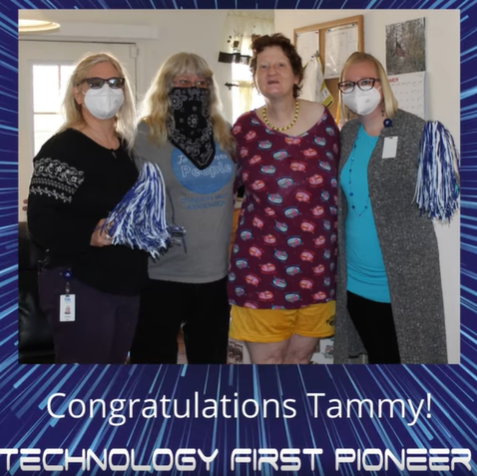 Congratulations Tammy!
TECHNOLOGY FIRST PIONEER